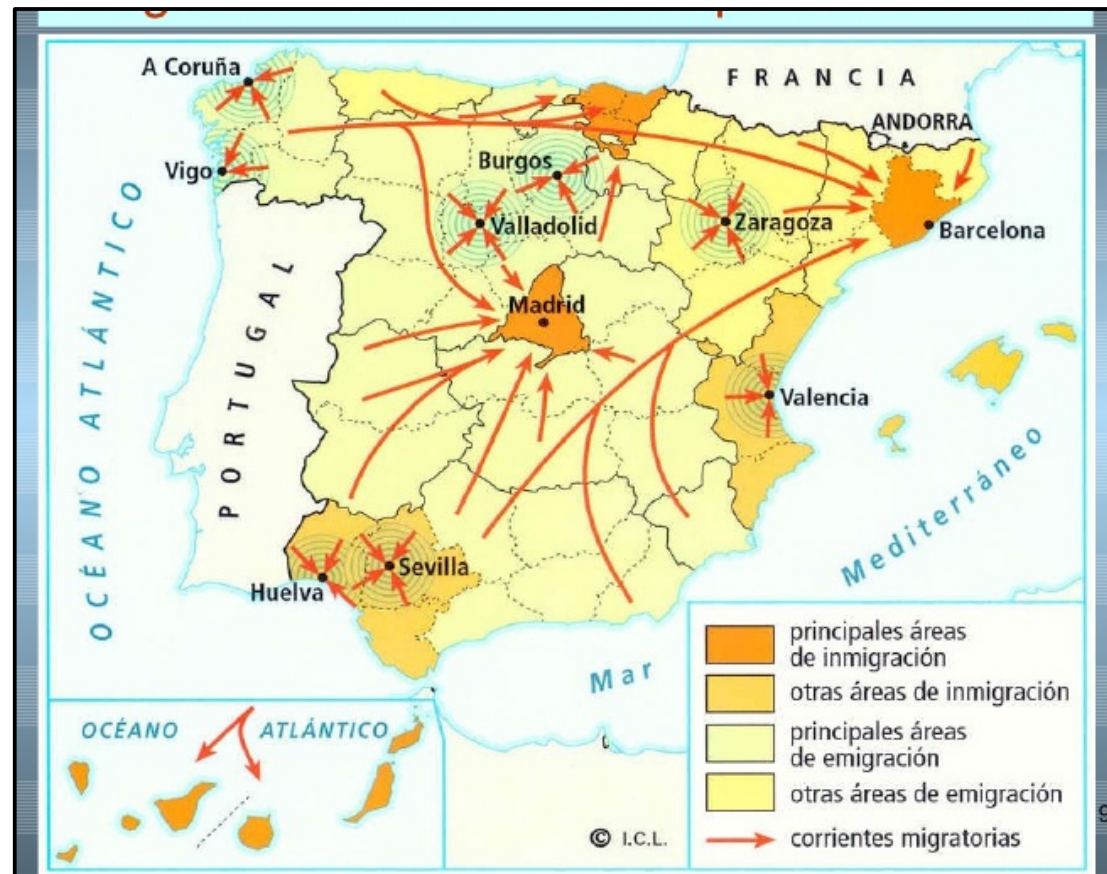 A Coruña
FRANCIA
ANDORRA
Vigo
Burgos
Valladolid
Zaragoza
Barcelona
OCÉANO ATLÁNTICO
PORTUGAL
Madrid
Valencia
Mediterráneo
Huelva
Sevilla
Mar
principales áreas
de inmigración
otras áreas de inmigración
principales áreas
de emigración
otras áreas de emigración
corrientes migratorias
OCÉANO ATLÁNTICO
© I.C.L.
9